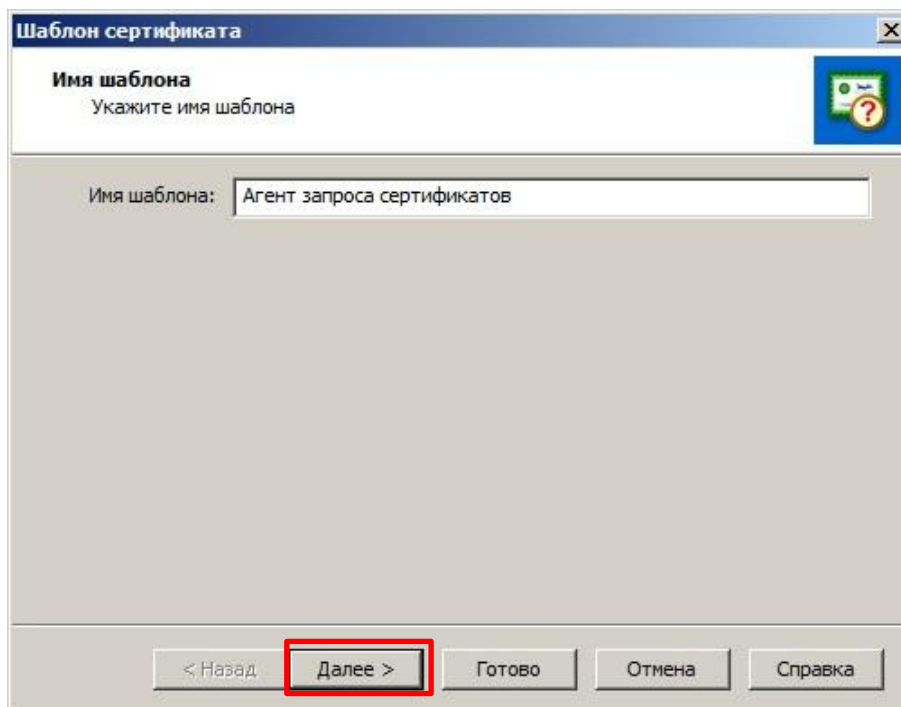 Шаблон сертификата
Имя шаблона
Укажите имя шаблона
?
Имя шаблона: Агент запроса сертификатов
< Назад Далее > Готово Отмена Справка